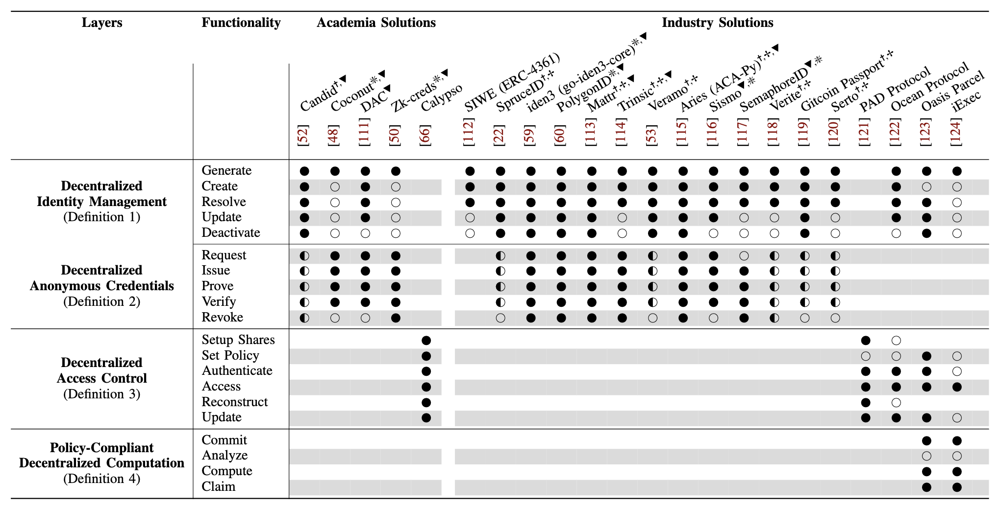 Layers Functionality Academia Solutions Industry Solutions
Candid†,◀ Coconut❊,◀ DAC◀ Zk-creds❊,◀ Calypso SIWE (ERC-4361) SpruceID†,✢ iden3 (go-iden3-core)❊,◀ PolygonID❊,◀ Mattr†,✢,◀ Trinsic†,✢,◀ Veramo†,✢ Aries (ACA-Py)†,✢,◀ Sismo◀,❊ SemaphoreID◀,❊ Verite†,✢ Gitcoin Passport†,✢ Serto†,✢ PAD Protocol Ocean Protocol Oasis Parcel iExec
[52] [48] [111] [50] [66] [112] [22] [59] [60] [113] [114] [53] [115] [116] [117] [118] [119] [120] [121] [122] [123] [124]
Decentralized
Identity Management
(Definition 1)
Generate ● ● ● ● ● ● ● ● ● ● ● ● ● ● ● ● ● ● ● ●
Create ● ○ ● ○ ● ● ● ● ● ● ● ● ● ● ● ● ● ● ○ ○
Resolve ● ○ ● ○ ● ● ● ● ● ● ● ● ● ● ● ● ● ● ● ○
Update ● ○ ● ○ ○ ● ● ● ● ○ ● ● ● ○ ○ ● ○ ● ● ○
Deactivate ● ○ ○ ○ ○ ● ● ● ● ○ ● ● ○ ○ ○ ● ○ ○ ● ○
Decentralized
Anonymous Credentials
(Definition 2)
Request ◐ ● ● ● ◐ ● ● ● ● ◐ ● ● ○ ◐ ◐ ◐
Issue ◐ ● ● ● ◐ ● ● ● ● ◐ ● ● ● ◐ ◐ ◐
Prove ◐ ● ● ● ◐ ● ● ● ● ◐ ● ● ● ◐ ◐ ◐
Verify ◐ ● ● ● ◐ ● ● ● ● ◐ ● ● ● ◐ ◐ ◐
Revoke ◐ ○ ○ ● ○ ● ● ● ● ○ ● ○ ● ◐ ○ ○
Decentralized
Access Control
(Definition 3)
Setup Shares ● ● ○
Set Policy ● ○ ○ ● ○
Authenticate ● ● ● ● ○
Access ● ● ● ● ●
Reconstruct ● ● ○
Update ● ● ● ● ○
Policy-Compliant
Decentralized Computation
(Definition 4)
Commit ● ●
Analyze ○ ○
Compute ● ●
Claim ● ●